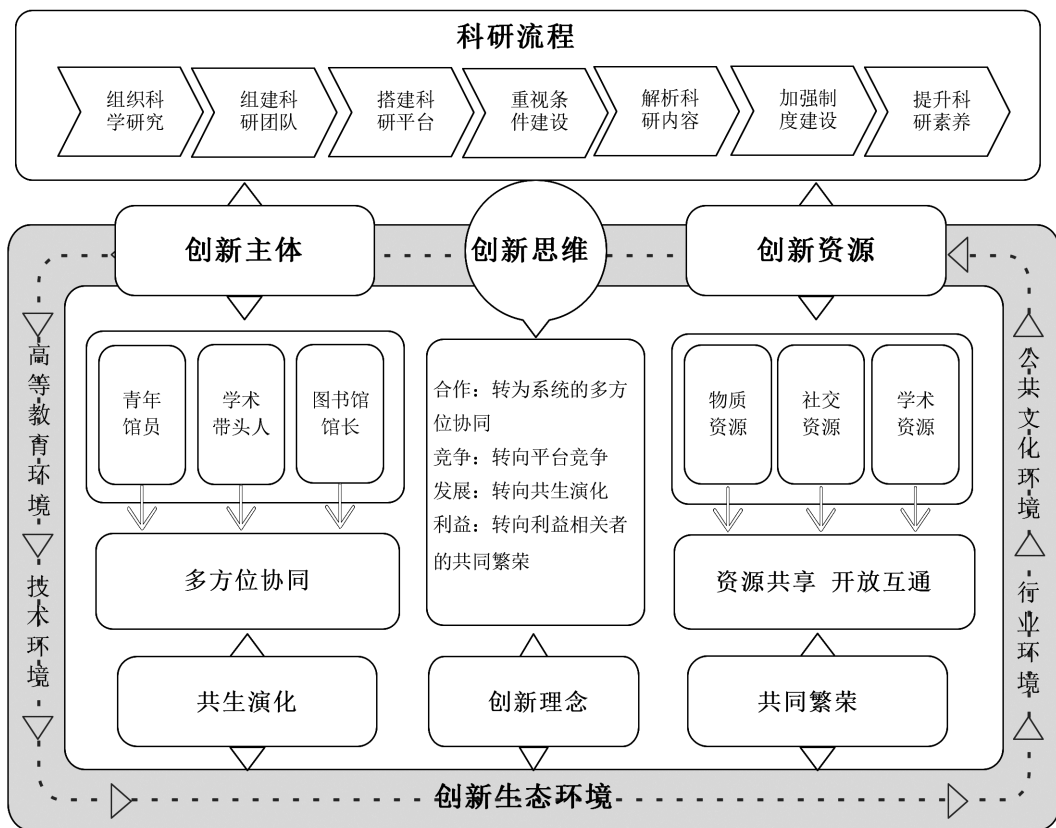 科研流程
组织科
学研究
组建科
研团队
搭建科
研平台
重视条
件建设
解析科
研内容
加强制
度建设
提升科
研素养
创新主体
创新思维
创新资源
高等教育环境
技术环境
青年
馆员
学术
带头人
图书馆
馆长
多方位协同
共生演化
合作：转为系统的多方
位协同
竞争：转向平台竞争
发展：转向共生演化
利益：转向利益相关者
的共同繁荣
创新理念
物质
资源
社交
资源
学术
资源
资源共享 开放互通
共同繁荣
公共文化环境
行业环境
创新生态环境